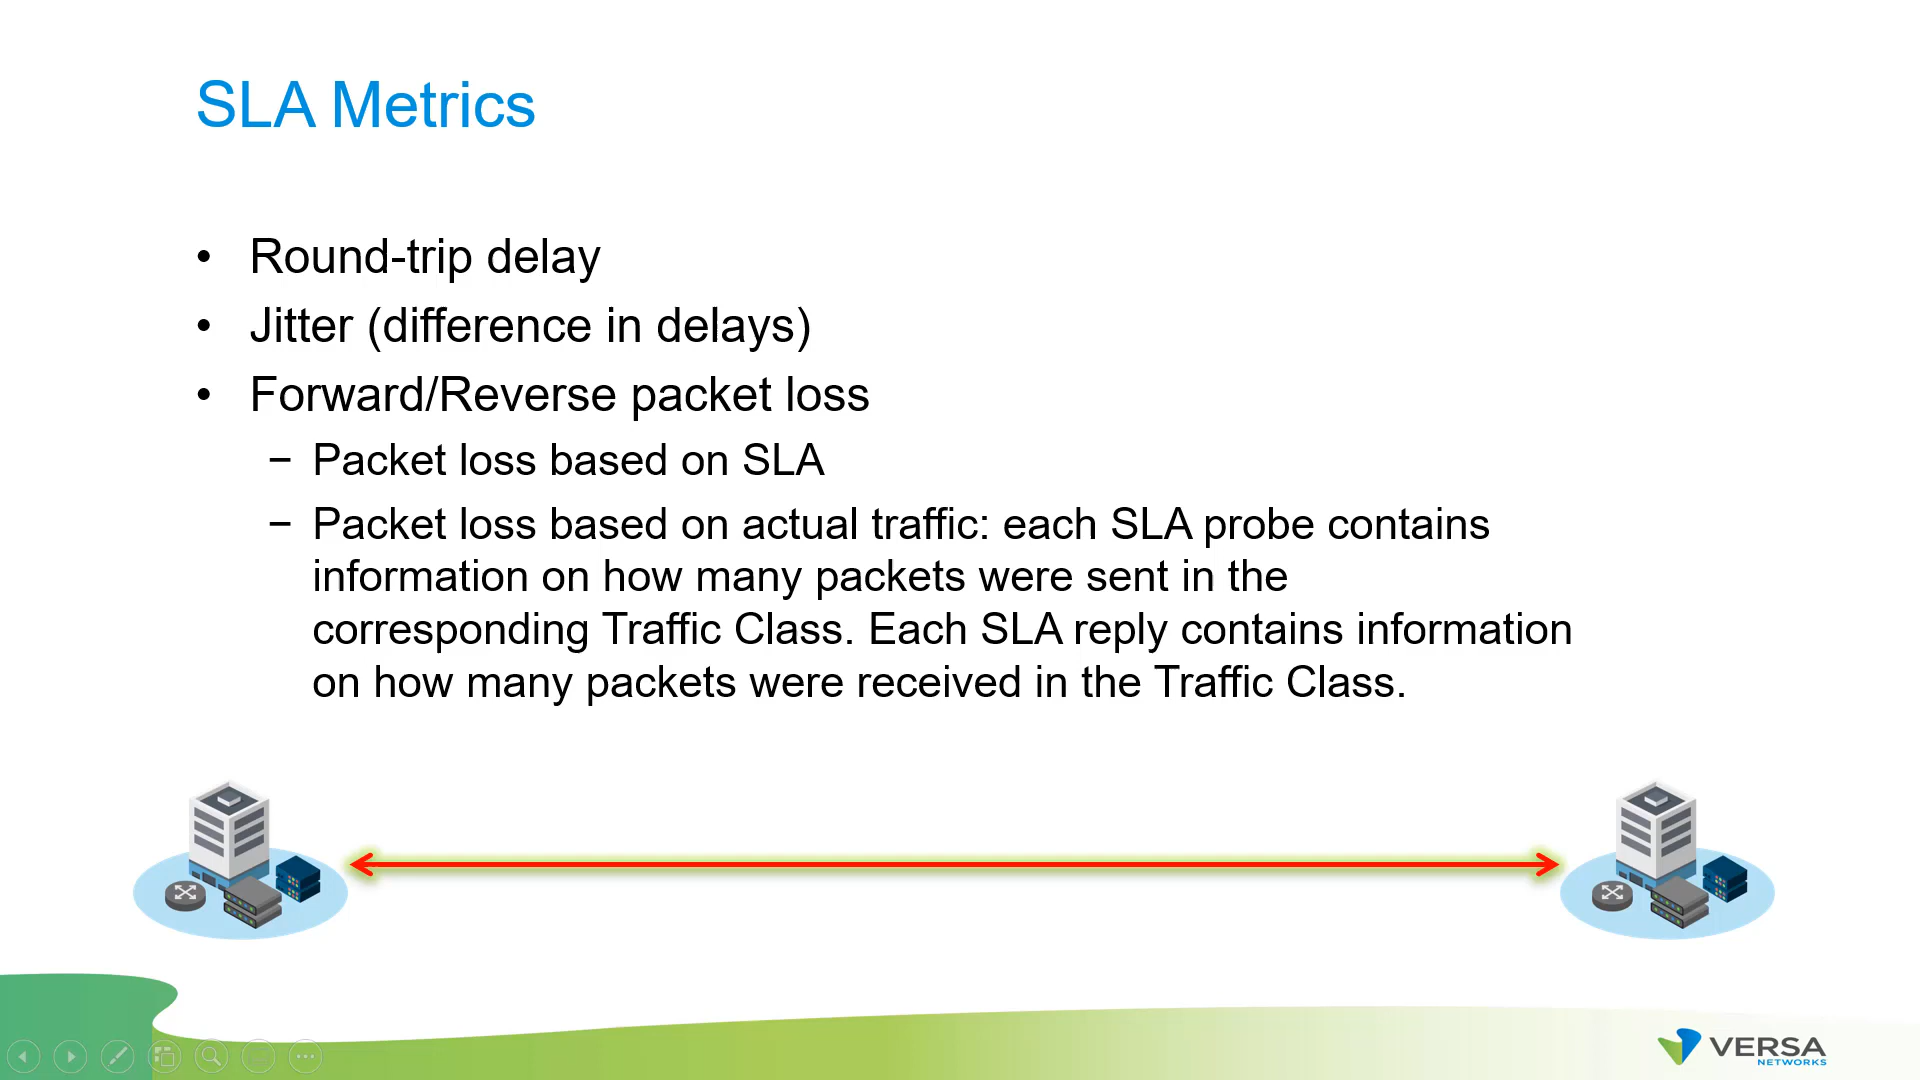 SLA Metrics
• Round-trip delay
• Jitter (difference in delays)
• Forward/Reverse packet loss
− Packet loss based on SLA
− Packet loss based on actual traffic: each SLA probe contains
information on how many packets were sent in the
corresponding Traffic Class. Each SLA reply contains information
on how many packets were received in the Traffic Class.
VERSA
NETWORKS